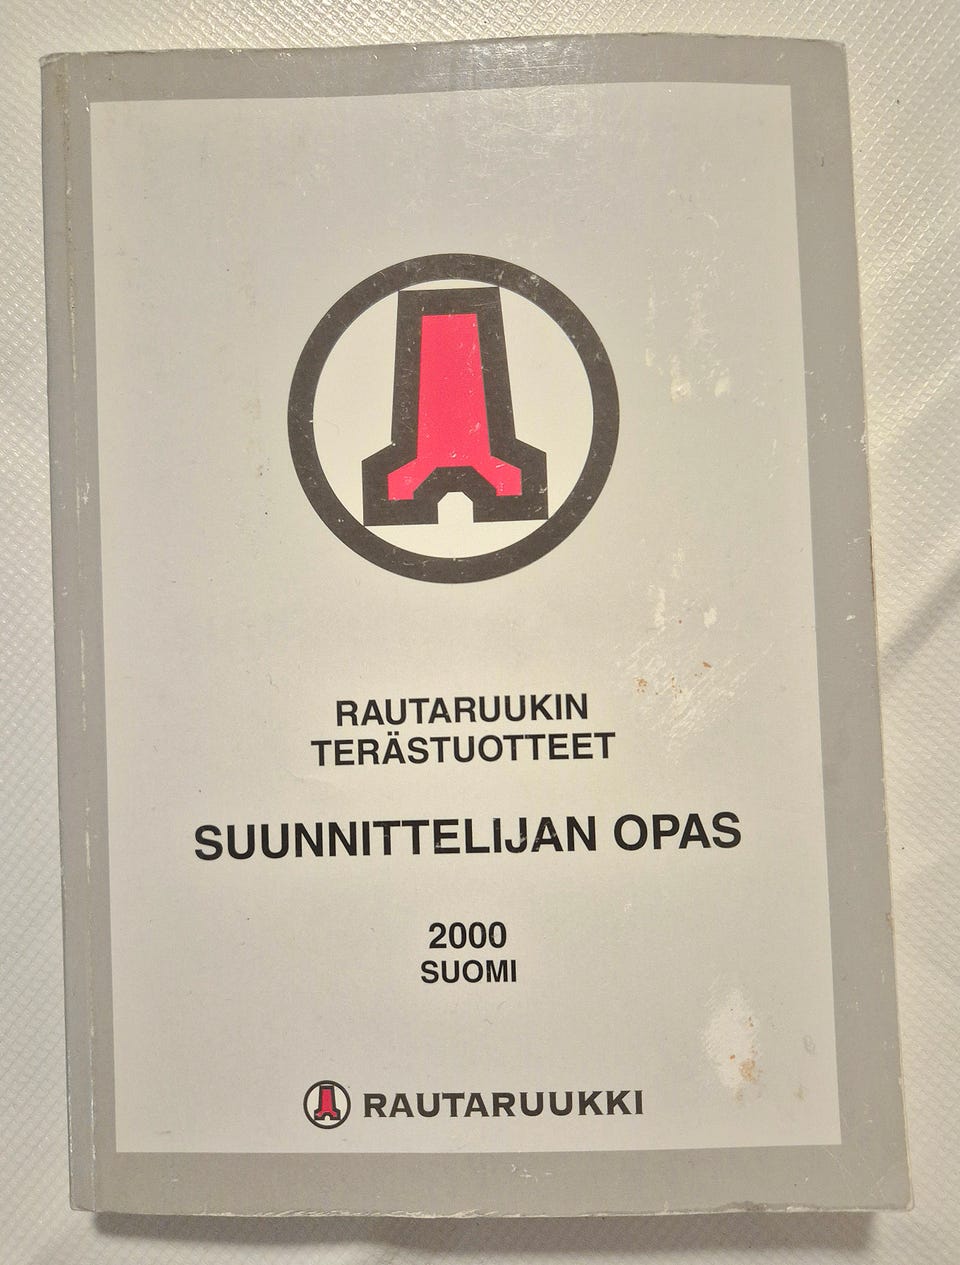 RAUTARUUKIN
TERÄSTUOTTEET
SUUNNITTELIJAN OPAS
2000
SUOMI
RAUTARUUKKI